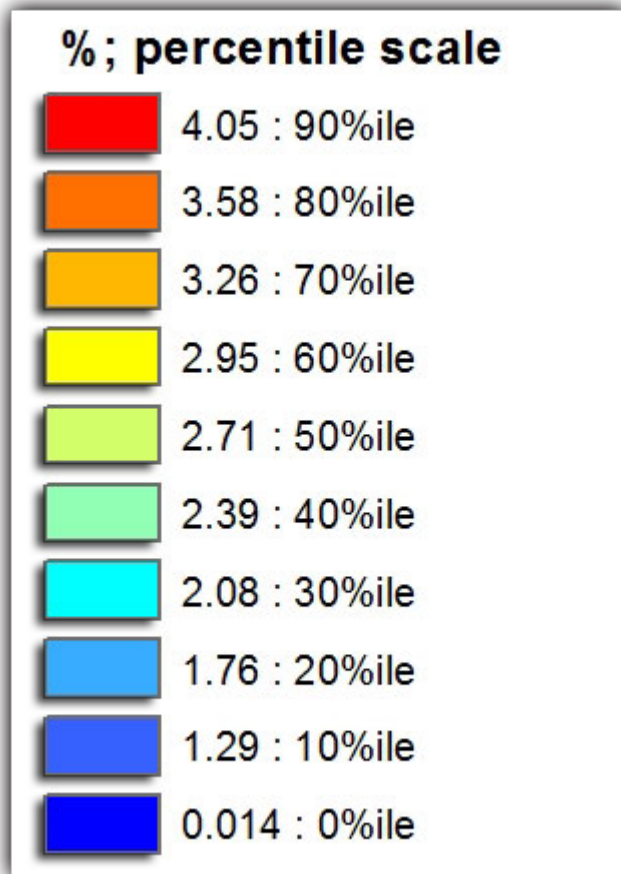 %; percentile scale
4.05 : 90%ile
3.58 : 80%ile
3.26 : 70%ile
2.95 : 60%ile
2.71 : 50%ile
2.39 : 40%ile
2.08 : 30%ile
1.76 : 20%ile
1.29 : 10%ile
0.014 : 0%ile